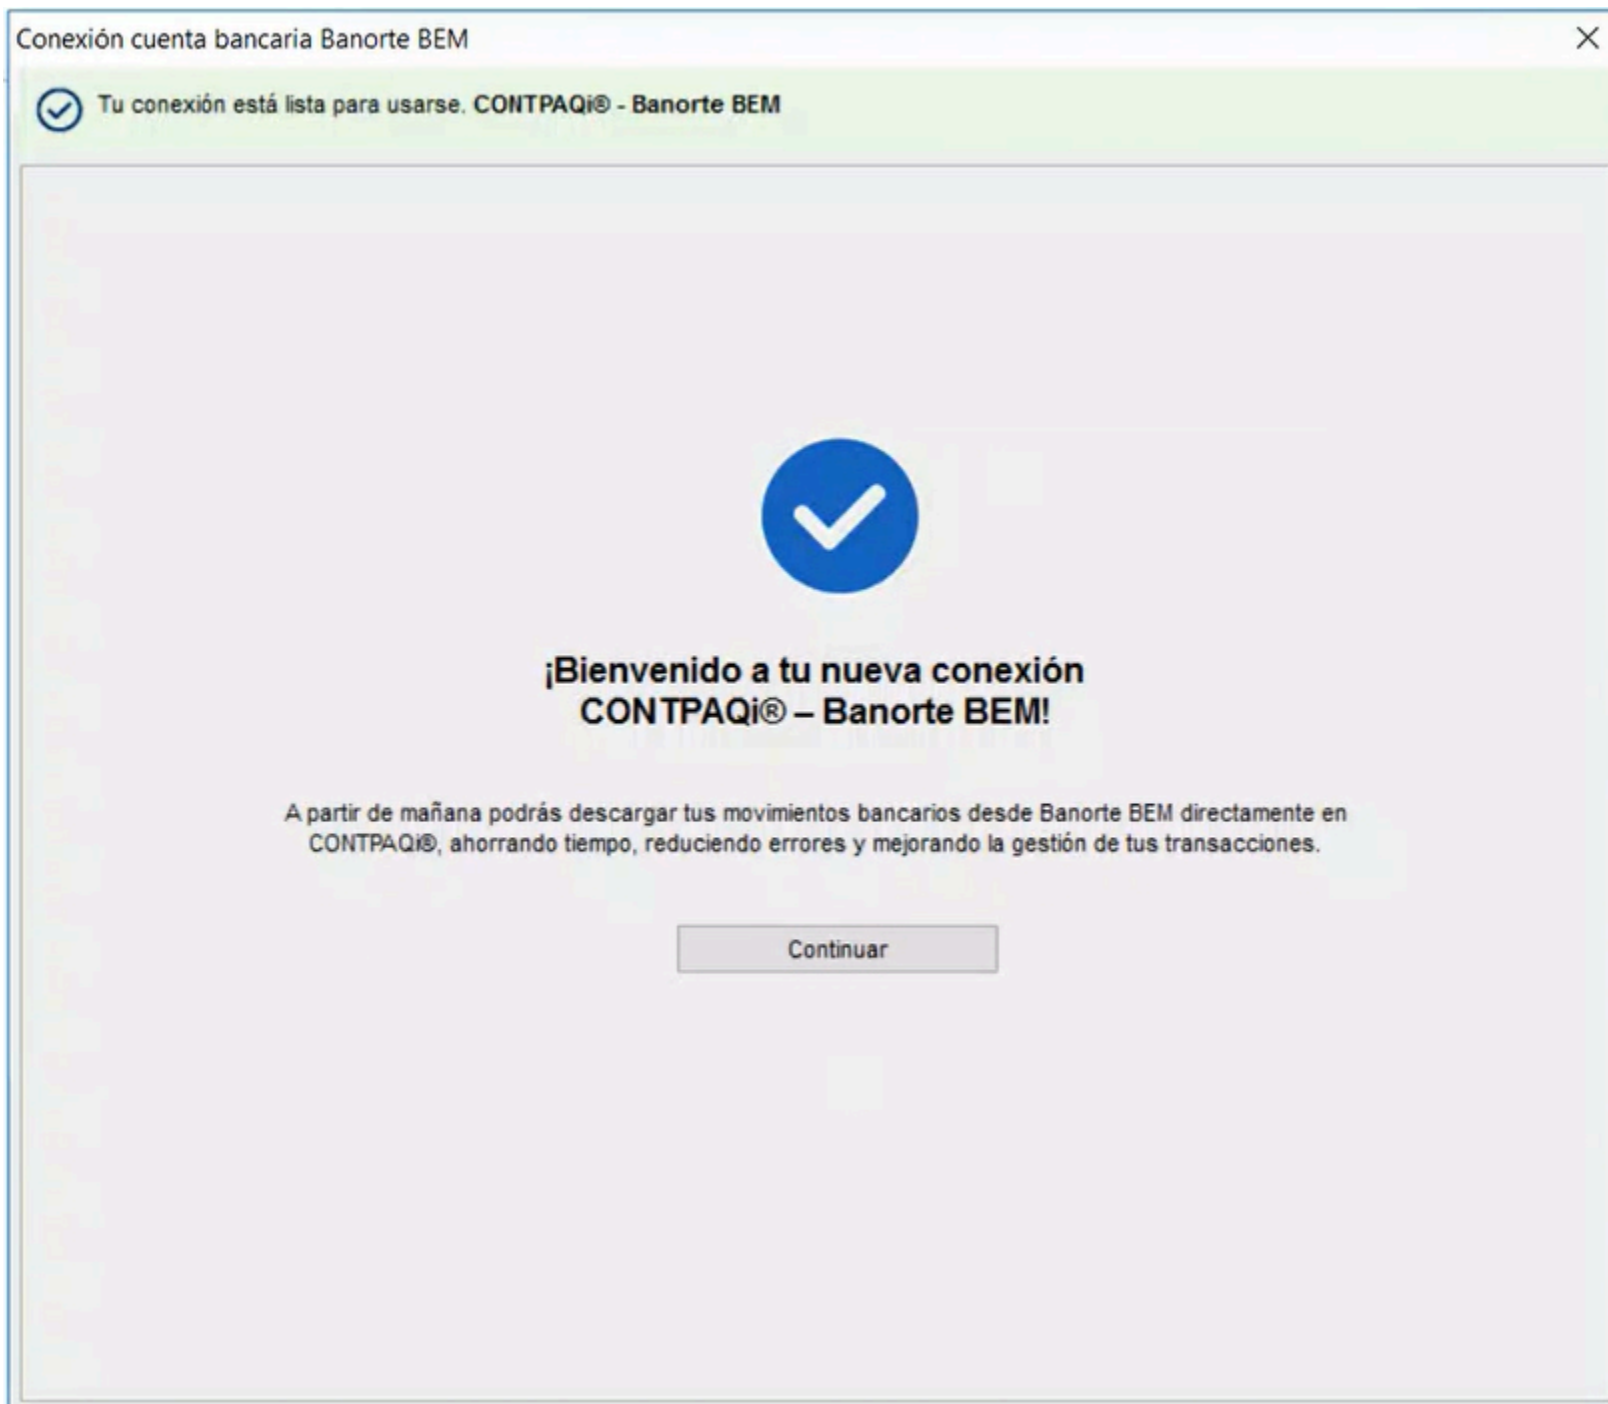 Conexión cuenta bancaria Banorte BEM
Tu conexión está lista para usarse. CONTPAQi® - Banorte BEM
¡Bienvenido a tu nueva conexión
CONTPAQi® – Banorte BEM!
A partir de mañana podrás descargar tus movimientos bancarios desde Banorte BEM directamente en
CONTPAQi®, ahorrando tiempo, reduciendo errores y mejorando la gestión de tus transacciones.
Continuar